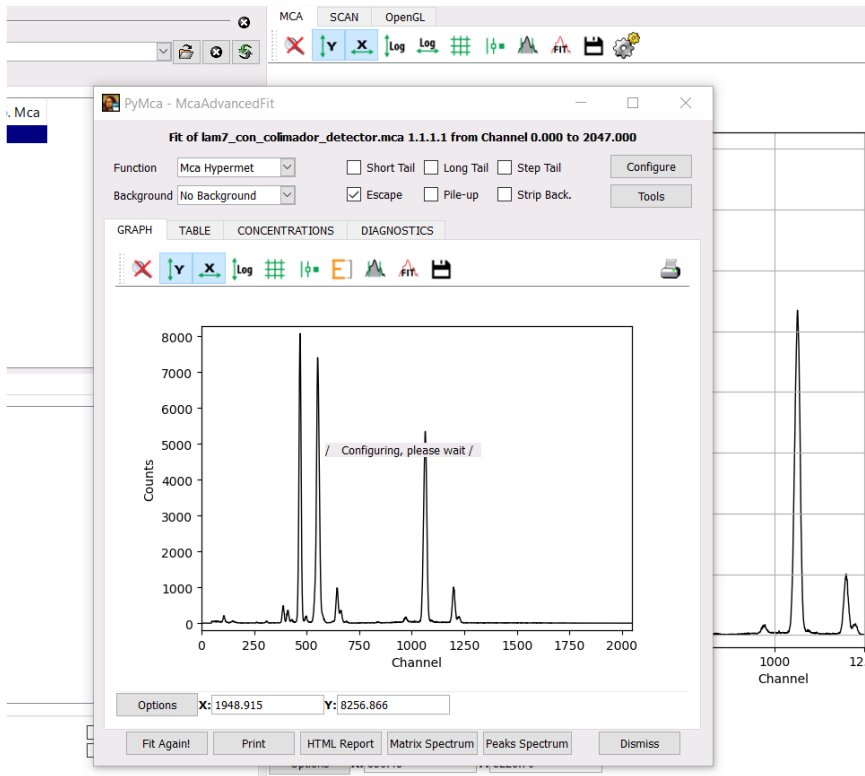 MCA SCAN OpenGL
Log Log FIT
. Mca
PyMca - McaAdvancedFit
Fit of lam7_con_colimador_detector.mca 1.1.1.1 from Channel 0.000 to 2047.000
Function Mca Hypermet Short Tail Long Tail Step Tail Configure
Background No Background Escape Pile-up Strip Back. Tools
GRAPH TABLE CONCENTRATIONS DIAGNOSTICS
Y X Log FIT
8000
7000
6000
5000
4000
3000
2000
1000
0
Counts
/ Configuring, please wait /
0 250 500 750 1000 1250 1500 1750 2000
Channel
1000
Channel
Options X: 1948.915 Y: 8256.866
Fit Again! Print HTML Report Matrix Spectrum Peaks Spectrum Dismiss